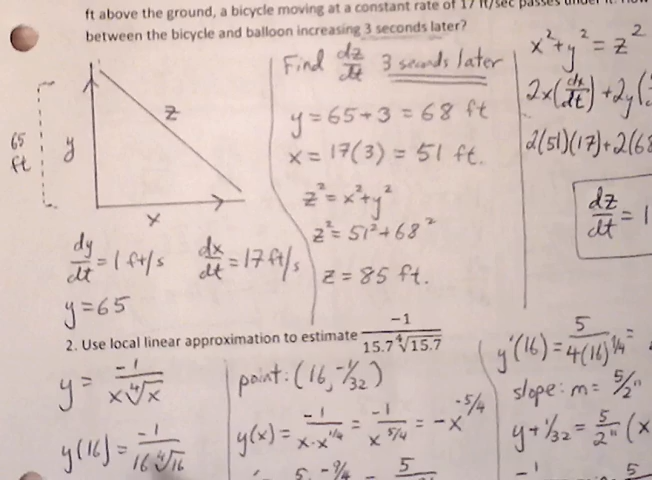 ft above the ground, a bicycle moving at a constant rate of 17 ft/sec passes under it. How
between the bicycle and balloon increasing 3 seconds later?
65 ft
y
z
x
dy/dt = 1 ft/s
dx/dt = 17 ft/s
y = 65
Find dz/dt 3 seconds later
y = 65 + 3 = 68 ft
x = 17(3) = 51 ft.
z² = x² + y²
z² = 51² + 68²
z = 85 ft.
x² + y² = z²
2x(dx/dt) + 2y(
2(51)(17) + 2(68
dz/dt = 1
2. Use local linear approximation to estimate -1/(15.7 ∜15.7)
y = -1/(x ∜x)
y(16) = -1/(16 ∜16)
point: (16, -1/32)
y(x) = -1/(x·x^(1/4)) = -1/x^(5/4) = -x^(-5/4)
5 -9/4 = 5
y'(16) = 5/(4(16)^(9/4)) =
slope: m = 5/2^11
y + 1/32 = 5/2^11 (x
-1 5